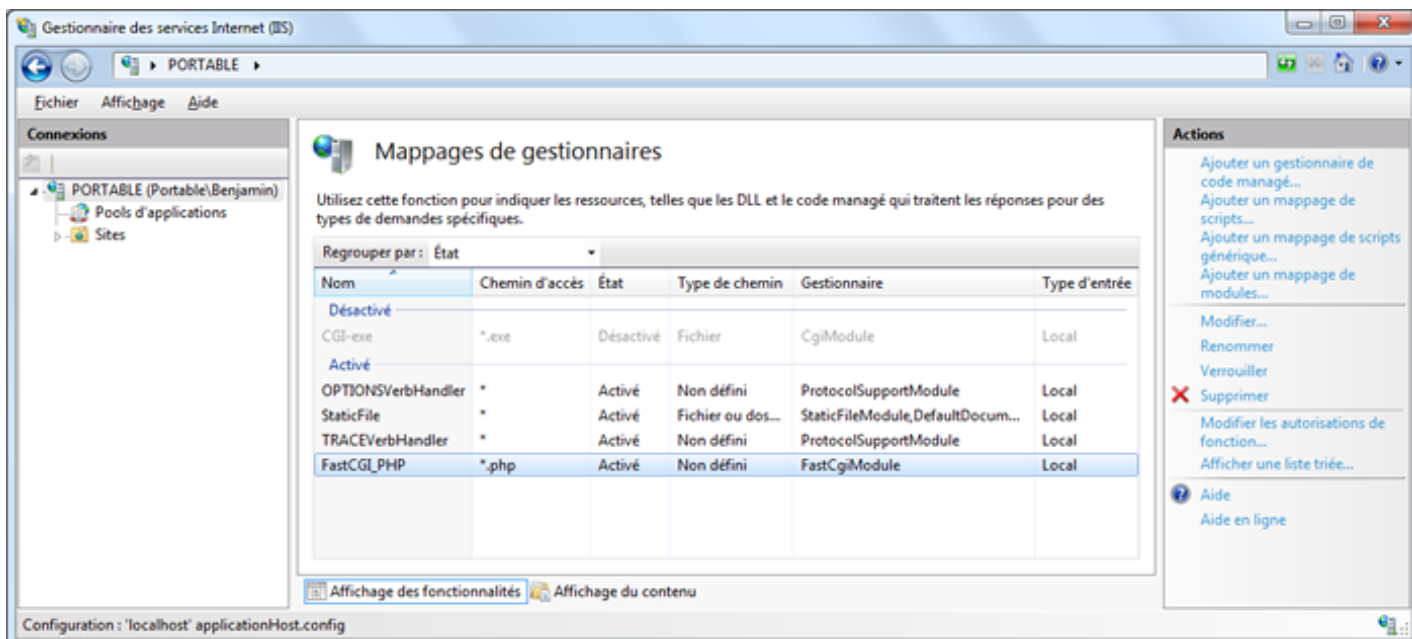 Gestionnaire des services Internet (IIS)
PORTABLE
Fichier Affichage Aide
Connexions
PORTABLE (Portable\Benjamin)
Pools d'applications
Sites
Mappages de gestionnaires
Utilisez cette fonction pour indiquer les ressources, telles que les DLL et le code managé qui traitent les réponses pour des
types de demandes spécifiques.
Regrouper par : État
Nom Chemin d'accès État Type de chemin Gestionnaire Type d'entrée
Désactivé
CGI-exe *.exe Désactivé Fichier CgiModule Local
Activé
OPTIONSVerbHandler * Activé Non défini ProtocolSupportModule Local
StaticFile * Activé Fichier ou dos... StaticFileModule,DefaultDocum... Local
TRACEVerbHandler * Activé Non défini ProtocolSupportModule Local
FastCGI_PHP *.php Activé Non défini FastCgiModule Local
Affichage des fonctionnalités Affichage du contenu
Actions
Ajouter un gestionnaire de
code managé...
Ajouter un mappage de
scripts...
Ajouter un mappage de scripts
générique...
Ajouter un mappage de
modules...
Modifier...
Renommer
Verrouiller
Supprimer
Modifier les autorisations de
fonction...
Afficher une liste triée...
Aide
Aide en ligne
Configuration : 'localhost' applicationHost.config